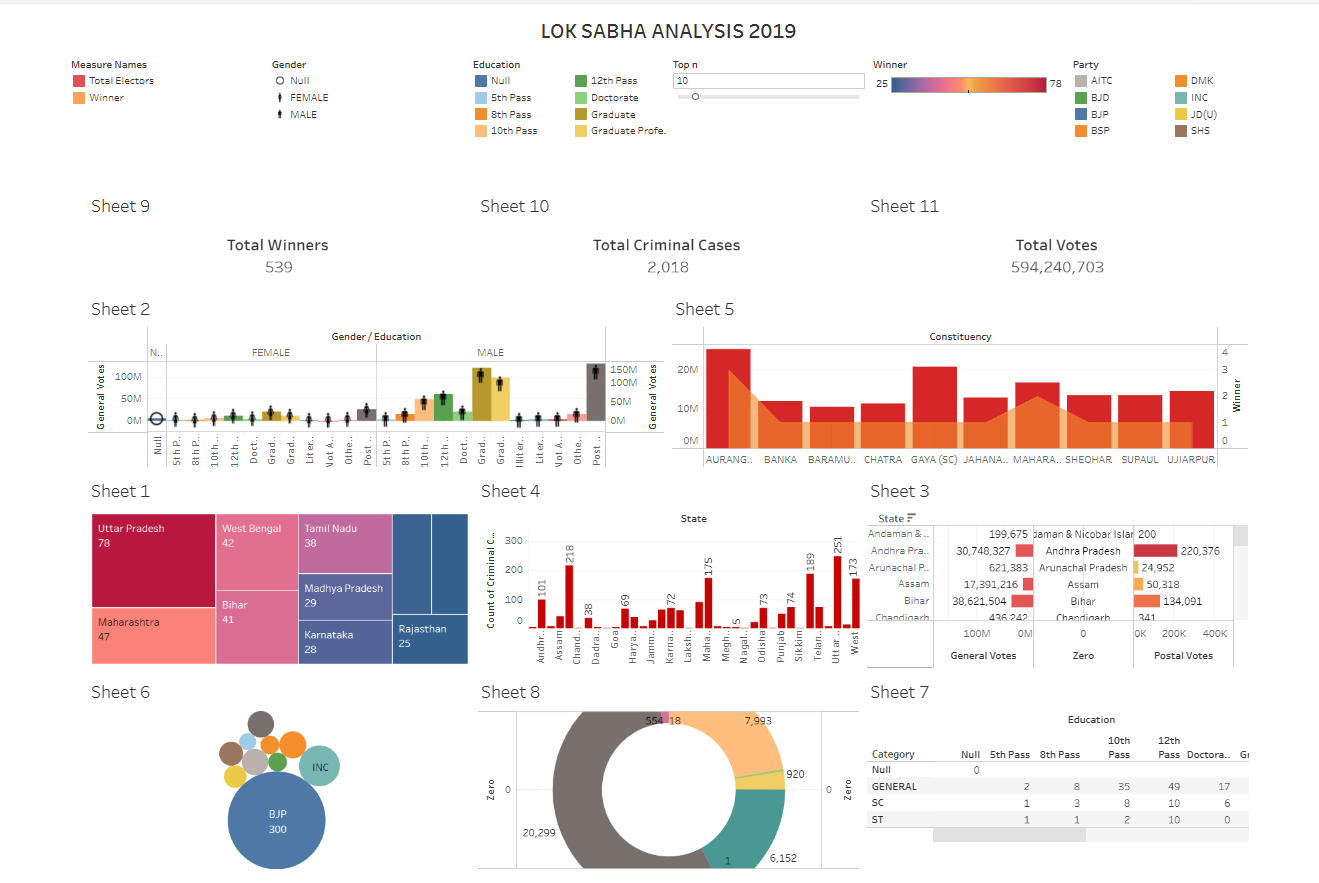 LOK SABHA ANALYSIS 2019
Measure Names
Total Electors
Winner
Gender
Null
FEMALE
MALE
Education
Null
5th Pass
8th Pass
10th Pass
12th Pass
Doctorate
Graduate
Graduate Profe.
Top n
10
Winner
25 78
Party
AITC
BJD
BJP
BSP
DMK
INC
JD(U)
SHS
Sheet 9
Total Winners
539
Sheet 10
Total Criminal Cases
2,018
Sheet 11
Total Votes
594,240,703
Sheet 2
Gender / Education
N.. FEMALE MALE
General Votes
100M
50M
0M
150M
100M
50M
0M
General Votes
Null 5th P.. 8th P.. 10th .. 12th .. Doct.. Grad.. Grad.. Liter.. Not A.. Othe.. Post .. 5th P.. 8th P.. 10th .. 12th .. Doct.. Grad.. Grad.. Illiter.. Liter.. Not A.. Othe.. Post ..
Sheet 5
Constituency
20M
10M
0M
4
3
2
1
0
Winner
AURANG.. BANKA BARAMU.. CHATRA GAYA (SC) JAHANA.. MAHARA.. SHEOHAR SUPAUL UJIARPUR
Sheet 1
Uttar Pradesh
78
Maharashtra
47
West Bengal
42
Bihar
41
Tamil Nadu
38
Madhya Pradesh
29
Karnataka
28
Rajasthan
25
Sheet 4
State
Count of Criminal C..
300
200
100
0
101 218 38 69 72 175 5 73 74 189 251 173
Andhr.. Assam Chand.. Dadra.. Goa Harya.. Jamm.. Karna.. Laksh.. Maha.. Megh.. Nagal.. Odisha Punjab Sikkim Telan.. Uttar .. West
Sheet 3
State
Andaman & .. 199,675 daman & Nicobar Islar 200
Andhra Pra.. 30,748,327 Andhra Pradesh 220,376
Arunachal P.. 621,383 Arunachal Pradesh 24,952
Assam 17,391,216 Assam 50,318
Bihar 38,621,504 Bihar 134,091
Chandigarh 436,242 Chandigarh 341
100M 0M 0 0K 200K 400K
General Votes Zero Postal Votes
Sheet 6
INC
BJP
300
Sheet 8
Zero
0
554 18
7,993
920
20,299
1
6,152
0
Zero
Sheet 7
Education
Category Null 5th Pass 8th Pass 10th Pass 12th Pass Doctora.. Gr
Null 0
GENERAL 2 8 35 49 17
SC 1 3 8 10 6
ST 1 1 2 10 0